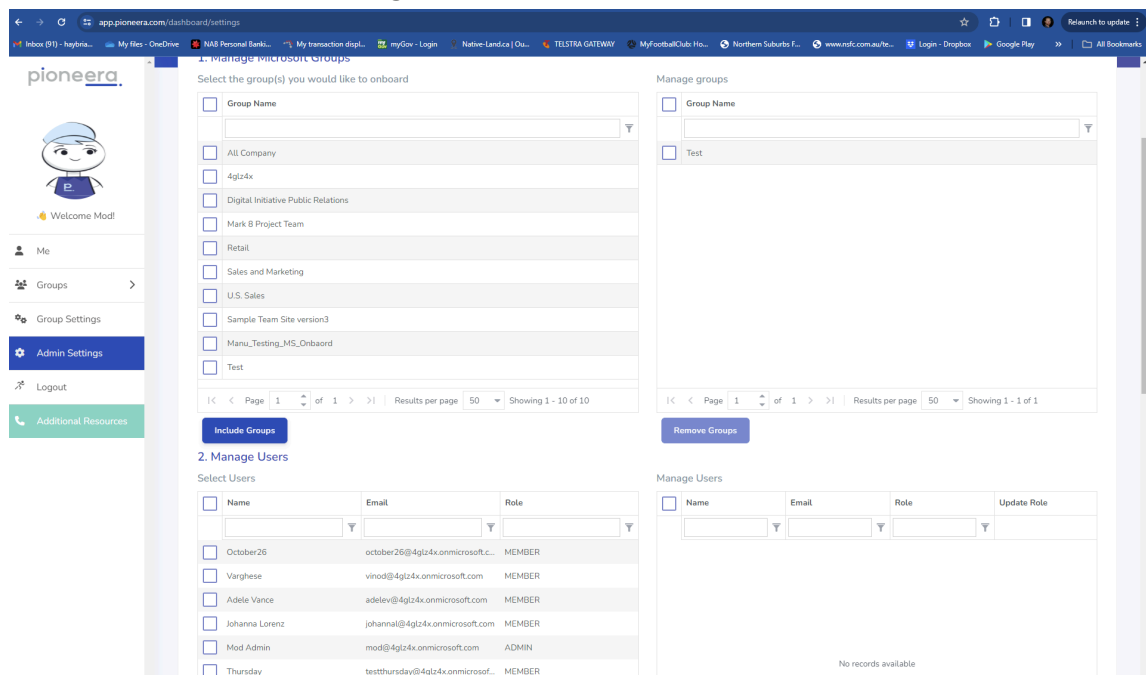 app.pioneera.com/dashboard/settings
Relaunch to update
Inbox (91) - haybria...
My files - OneDrive
NAB Personal Banki...
My transaction displ...
myGov - Login
Native-Land.ca | Ou...
TELSTRA GATEWAY
MyFootballClub: Ho...
Northern Suburbs F...
www.nsfc.com.au/te...
Login - Dropbox
Google Play
»
All Bookmarks
pioneera.
P.
👋 Welcome Mod!
Me
Groups
Group Settings
Admin Settings
Logout
Additional Resources
1. Manage Microsoft Groups
Select the group(s) you would like to onboard
Group Name
All Company
4glz4x
Digital Initiative Public Relations
Mark 8 Project Team
Retail
Sales and Marketing
U.S. Sales
Sample Team Site version3
Manu_Testing_MS_Onbaord
Test
Page 1 of 1 Results per page 50 Showing 1 - 10 of 10
Include Groups
Manage groups
Group Name
Test
Page 1 of 1 Results per page 50 Showing 1 - 1 of 1
Remove Groups
2. Manage Users
Select Users
Name Email Role
October26 october26@4glz4x.onmicrosoft.c... MEMBER
Varghese vinod@4glz4x.onmicrosoft.com MEMBER
Adele Vance adelev@4glz4x.onmicrosoft.com MEMBER
Johanna Lorenz johannal@4glz4x.onmicrosoft.com MEMBER
Mod Admin mod@4glz4x.onmicrosoft.com ADMIN
Thursday testthursday@4glz4x.onmicrosof... MEMBER
Manage Users
Name Email Role Update Role
No records available